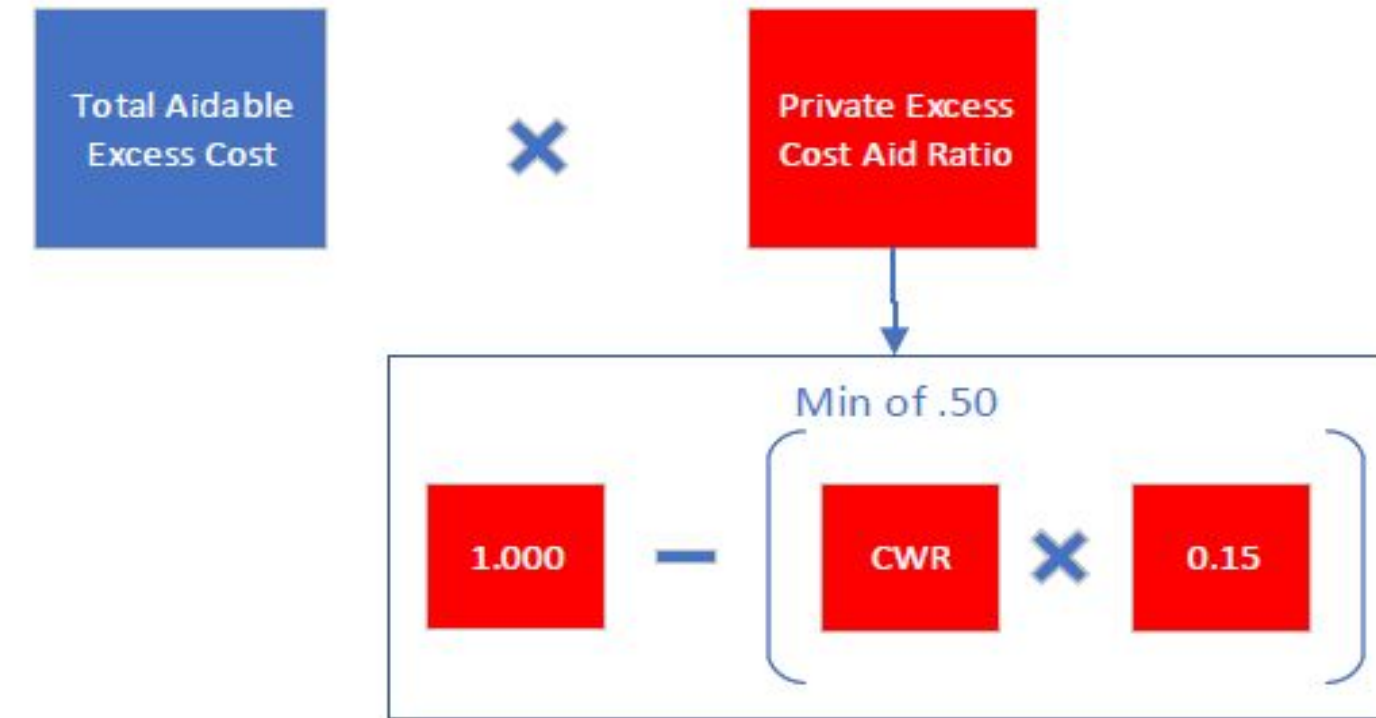 Total Aidable
Excess Cost
×
Private Excess
Cost Aid Ratio
Min of .50
1.000 — ( CWR × 0.15 )